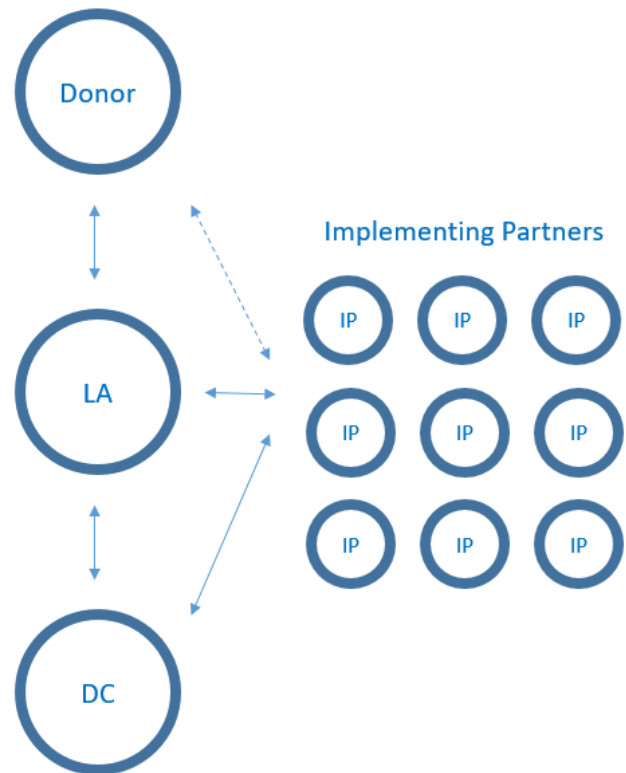 Donor
Implementing Partners
IP IP IP
LA
IP IP IP
IP IP IP
DC